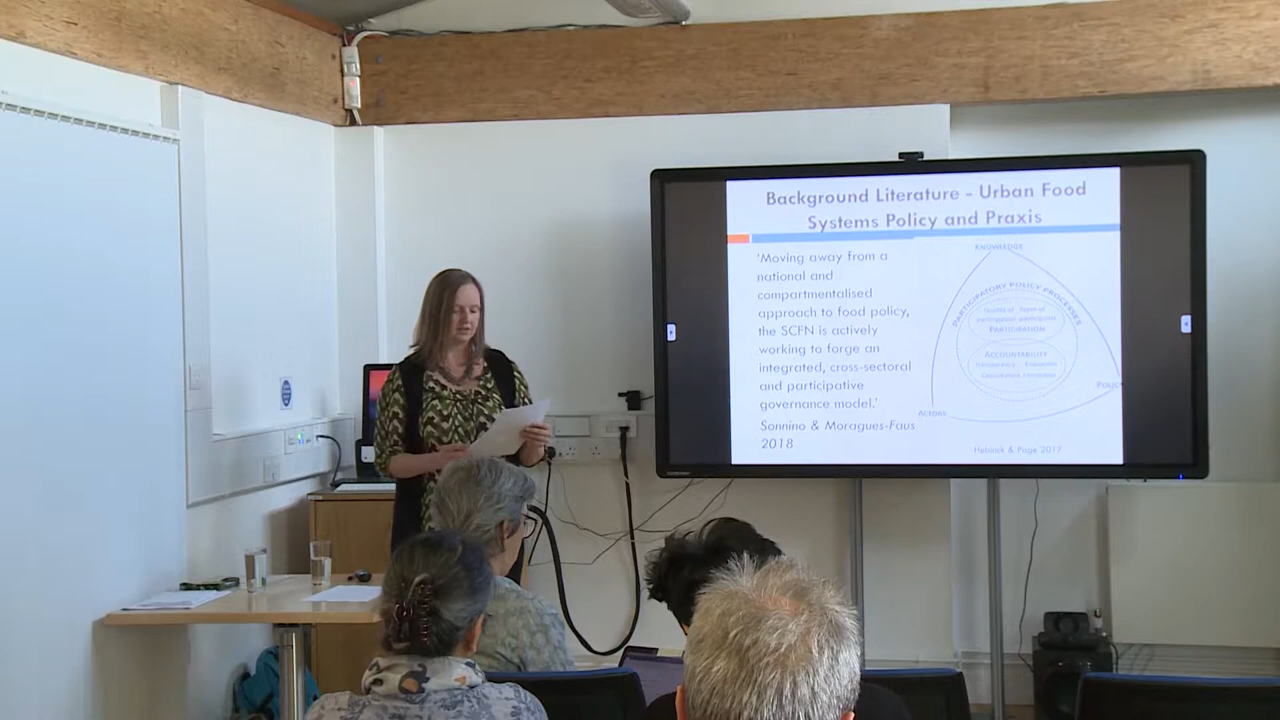 Background Literature - Urban Food
Systems Policy and Praxis
'Moving away from a
national and
compartmentalised
approach to food policy,
the SCFN is actively
working to forge an
integrated, cross-sectoral
and participative
governance model.'
Sonnino & Moragues-Faus
2018
KNOWLEDGE
PARTICIPATORY POLICY PROCESSES
PARTICIPATION
ACCOUNTABILITY
ACTORS
Hebinck & Page 2017